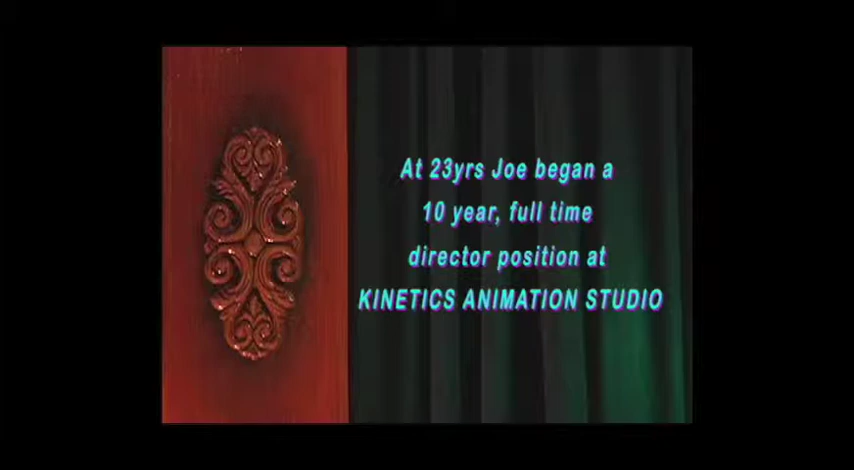 At 23yrs Joe began a
10 year, full time
director position at
KINETICS ANIMATION STUDIO